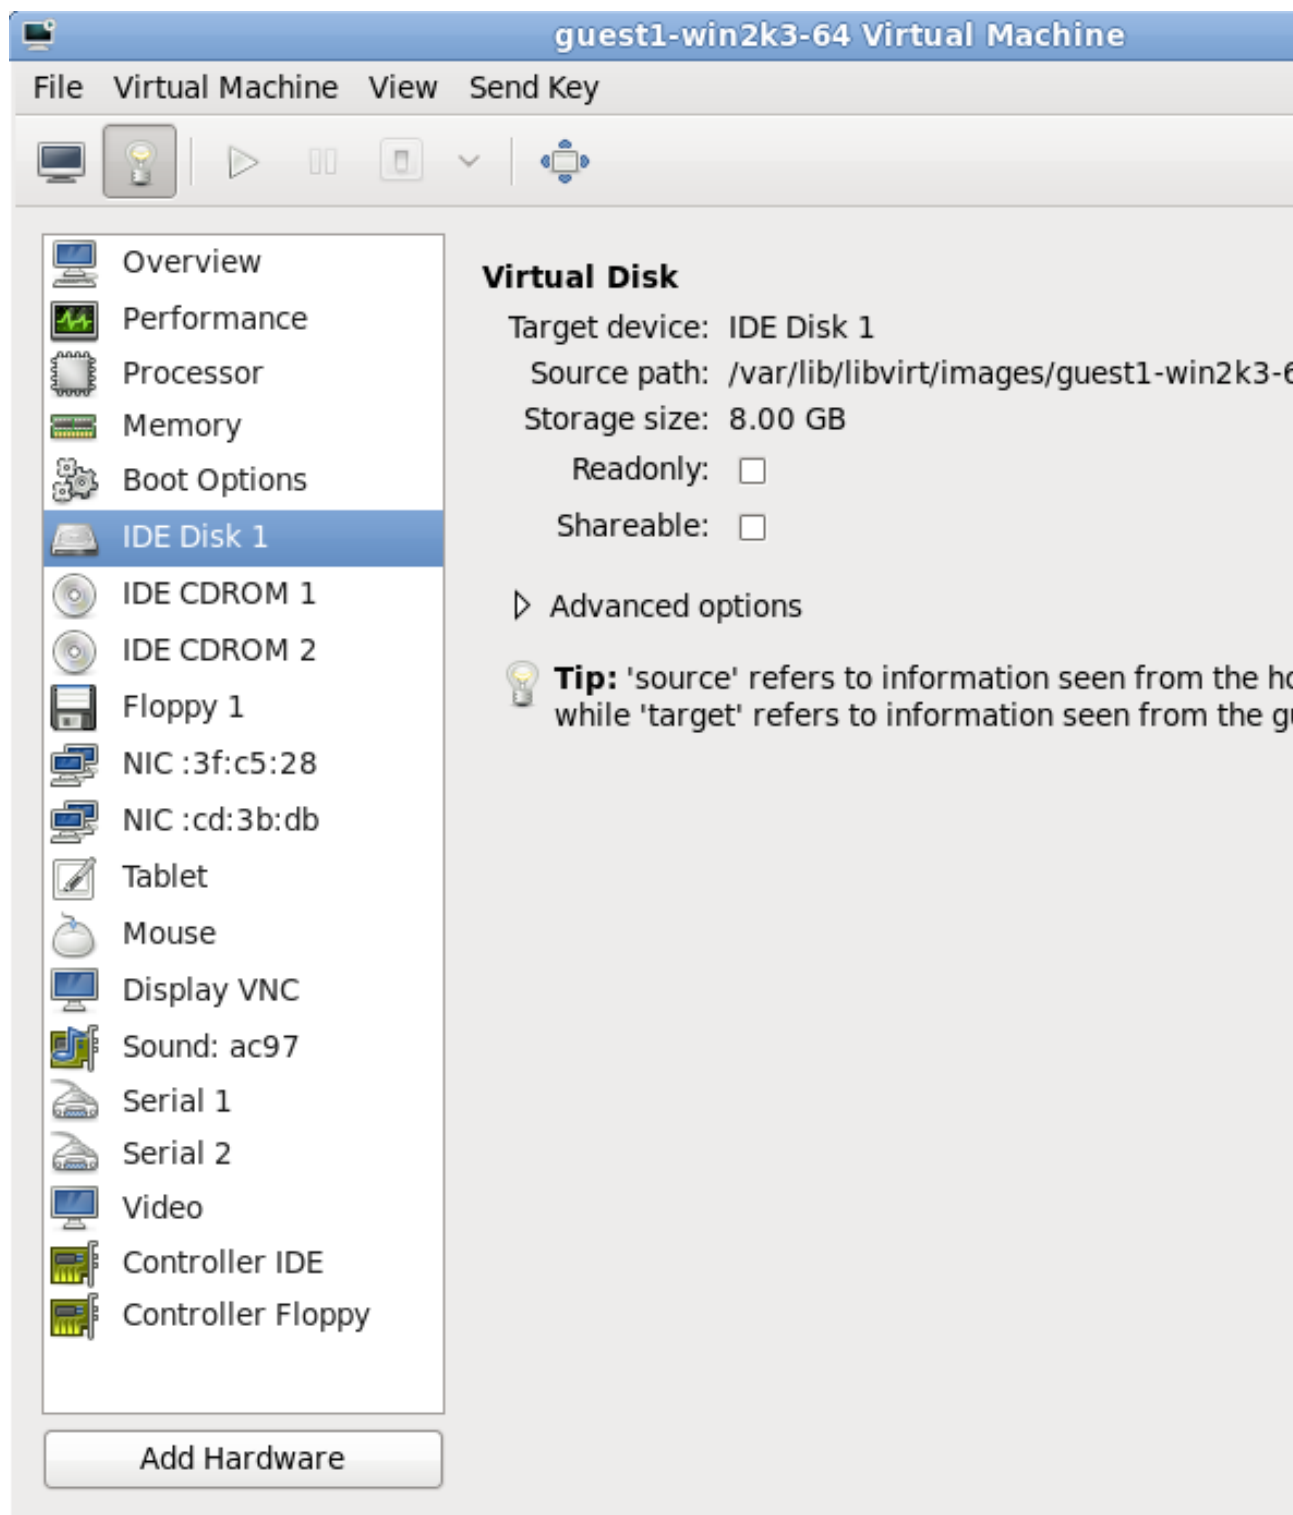 guest1-win2k3-64 Virtual Machine
File Virtual Machine View Send Key
Overview
Performance
Processor
Memory
Boot Options
IDE Disk 1
IDE CDROM 1
IDE CDROM 2
Floppy 1
NIC :3f:c5:28
NIC :cd:3b:db
Tablet
Mouse
Display VNC
Sound: ac97
Serial 1
Serial 2
Video
Controller IDE
Controller Floppy
Add Hardware
Virtual Disk
Target device: IDE Disk 1
Source path: /var/lib/libvirt/images/guest1-win2k3-
Storage size: 8.00 GB
Readonly:
Shareable:
Advanced options
Tip: 'source' refers to information seen from the
while 'target' refers to information seen from the